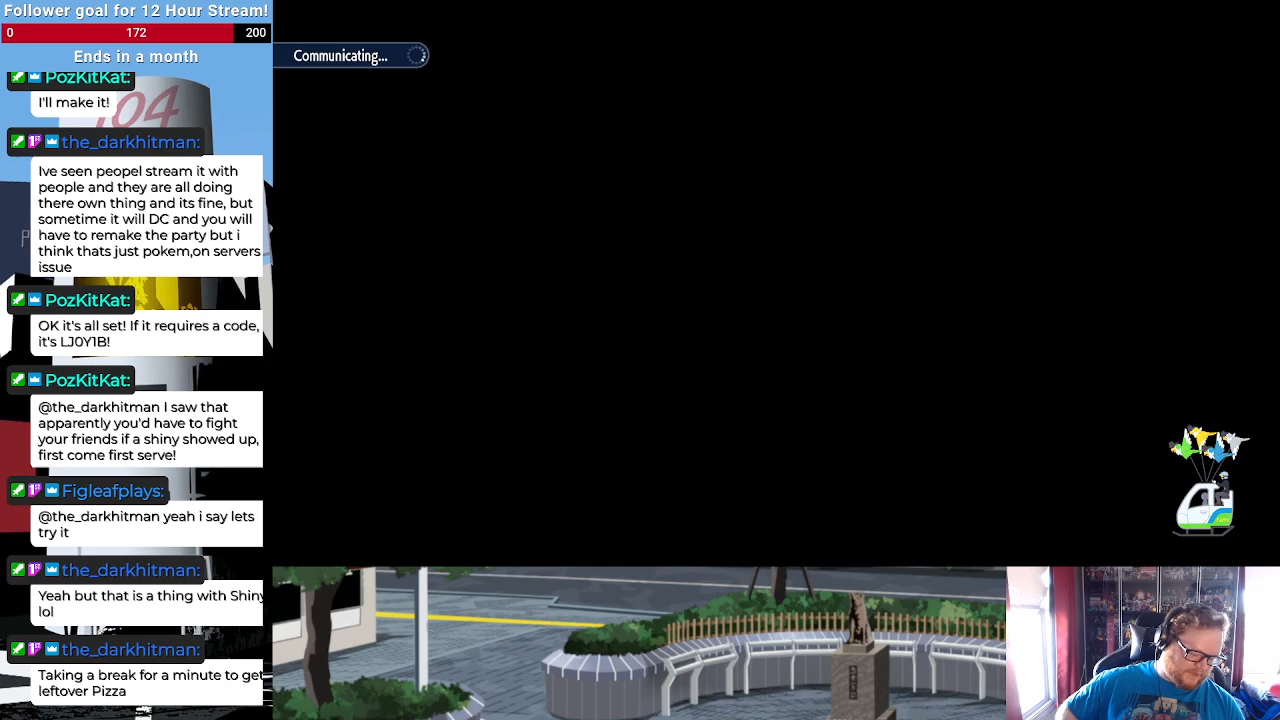 Follower goal for 12 Hour Stream!
0 172 200
Ends in a month
Communicating...
PozKitKat:
I'll make it!
104
the_darkhitman:
Ive seen peopel stream it with
people and they are all doing
there own thing and its fine, but
sometime it will DC and you will
have to remake the party but i
think thats just pokem,on servers
issue
PozKitKat:
OK it's all set! If it requires a code,
it's LJ0Y1B!
PozKitKat:
@the_darkhitman I saw that
apparently you'd have to fight
your friends if a shiny showed up,
first come first serve!
Figleafplays:
@the_darkhitman yeah i say lets
try it
the_darkhitman:
Yeah but that is a thing with Shiny
lol
the_darkhitman:
Taking a break for a minute to get
leftover Pizza